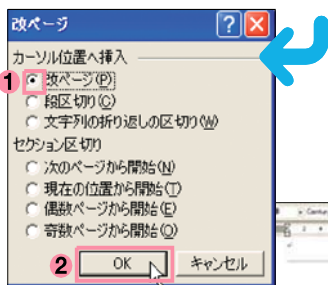 改ページ
カーソル位置へ挿入
1 改ページ(P)
段区切り(C)
文字列の折り返しの区切り(W)
セクション区切り
次のページから開始(N)
現在の位置から開始(T)
偶数ページから開始(E)
奇数ページから開始(O)
2 OK キャンセル